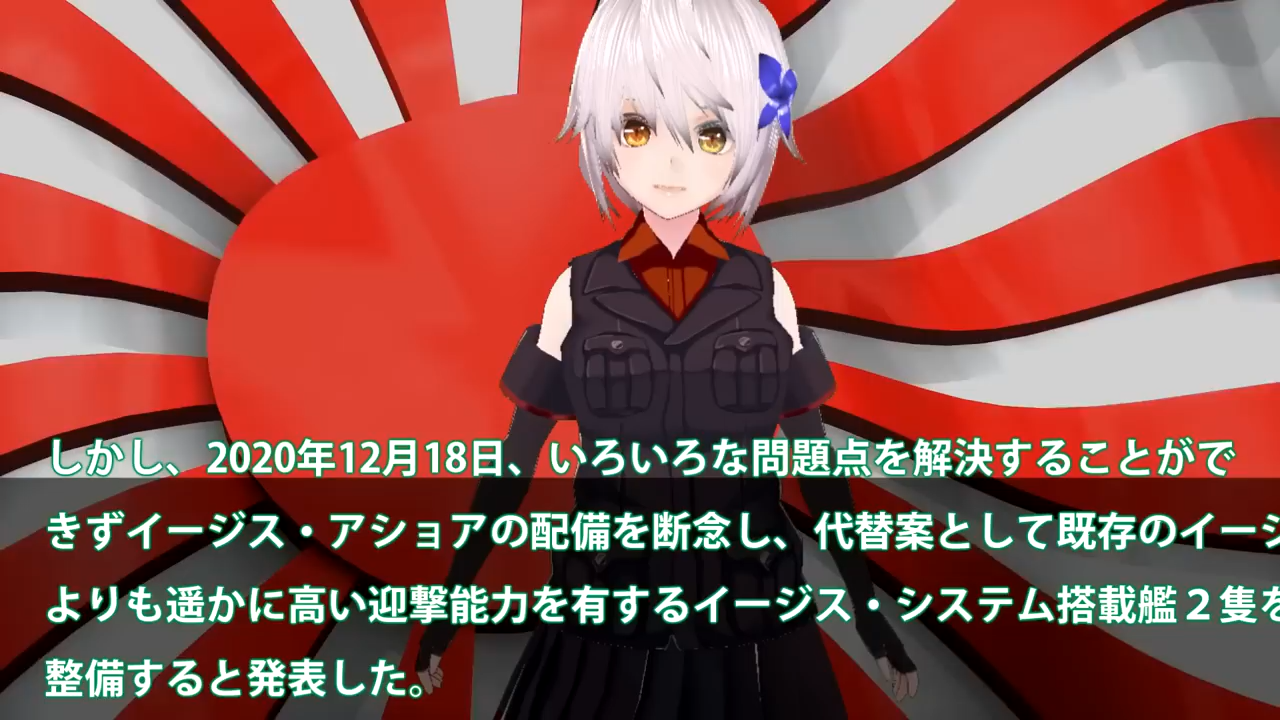 しかし、2020年12月18日、いろいろな問題点を解決することがで
きずイージス・アショアの配備を断念し、代替案として既存のイージ
よりも遥かに高い迎撃能力を有するイージス・システム搭載艦２隻を
整備すると発表した。